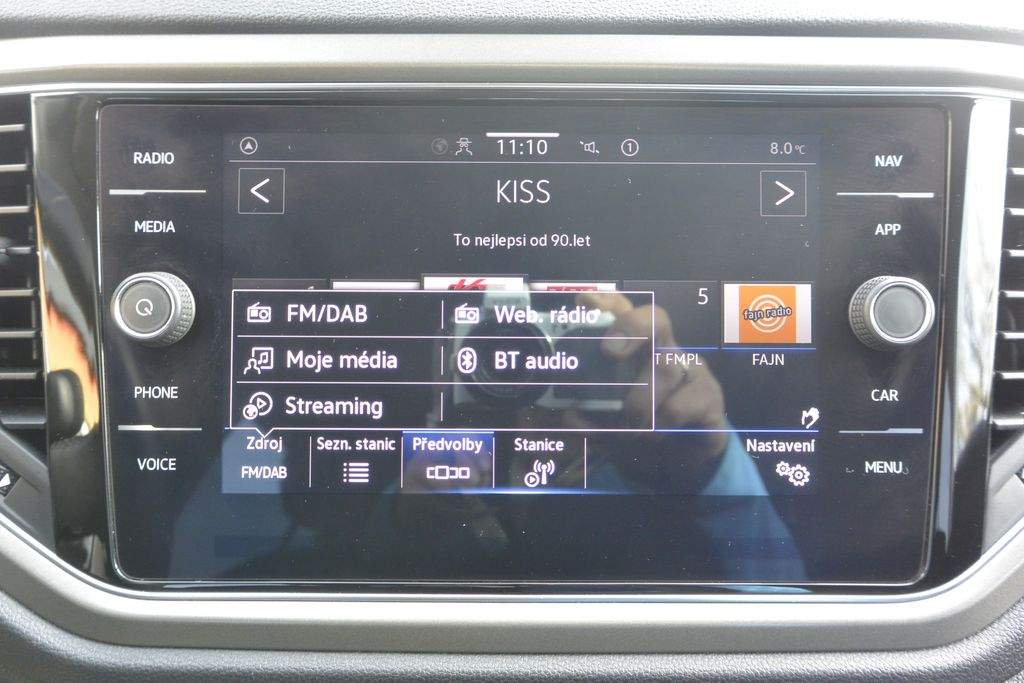 RADIO
MEDIA
PHONE
VOICE
11:10
1
8.0°C
KISS
To nejlepsi od 90.let
FM/DAB
Web. rádio
Moje média
BT audio
Streaming
5
T FMPL
fajn radio
FAJN
Zdroj
FM/DAB
Sezn. stanic
Předvolby
Stanice
Nastavení
NAV
APP
CAR
MENU